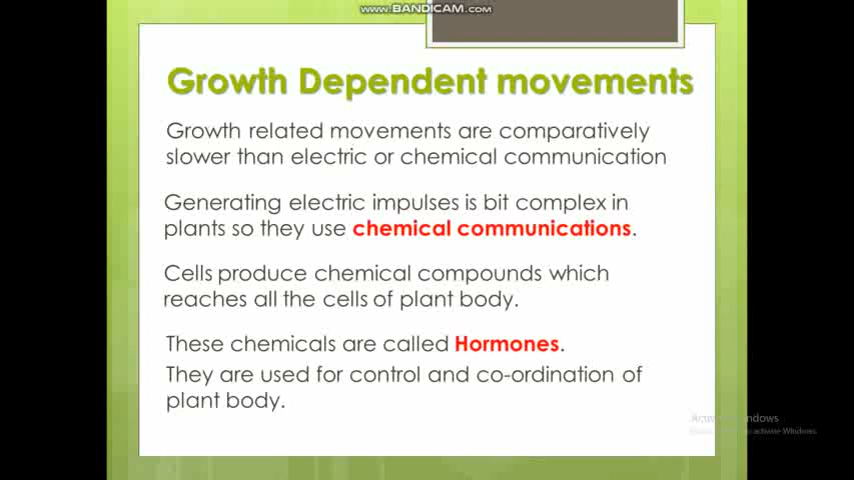 www.BANDICAM.com
Growth Dependent movements
Growth related movements are comparatively
slower than electric or chemical communication
Generating electric impulses is bit complex in
plants so they use chemical communications.
Cells produce chemical compounds which
reaches all the cells of plant body.
These chemicals are called Hormones.
They are used for control and co-ordination of
plant body.
to activate Windows.